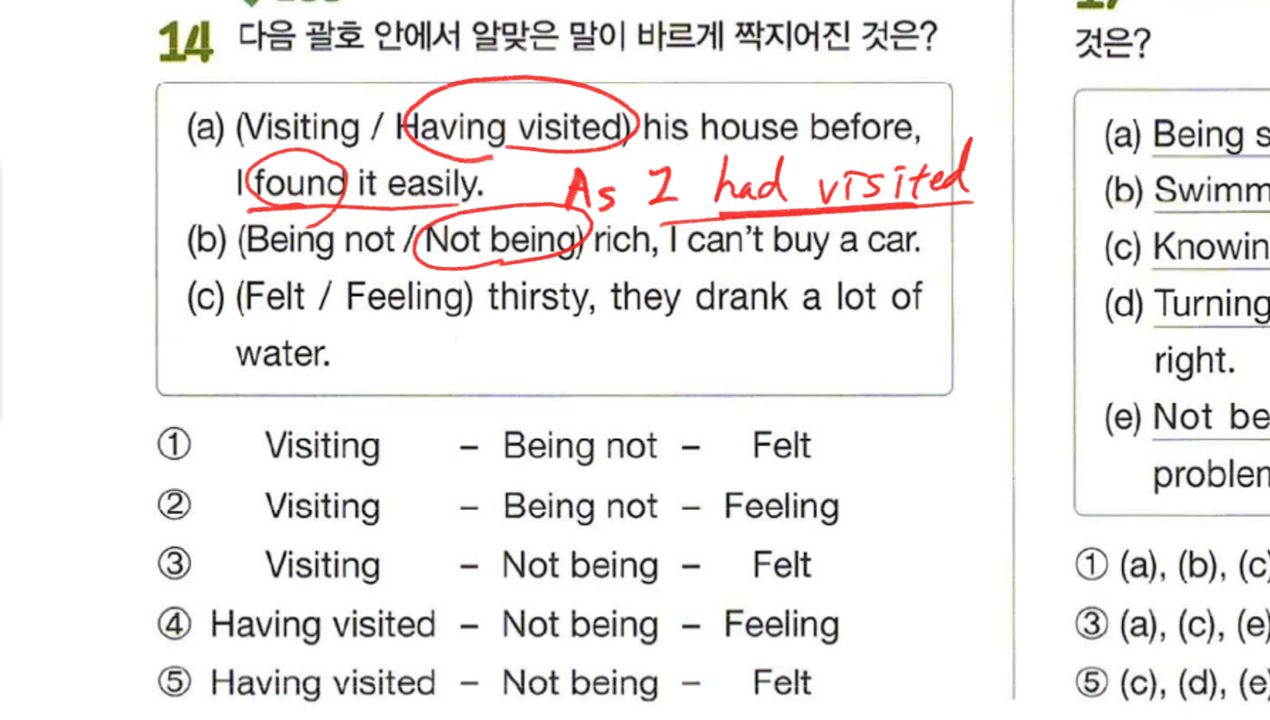 14 다음 괄호 안에서 알맞은 말이 바르게 짝지어진 것은?
(a) (Visiting / Having visited) his house before,
I found it easily.
As I had visited
(b) (Being not / Not being) rich, I can't buy a car.
(c) (Felt / Feeling) thirsty, they drank a lot of
water.
① Visiting – Being not – Felt
② Visiting – Being not – Feeling
③ Visiting – Not being – Felt
④ Having visited – Not being – Feeling
⑤ Having visited – Not being – Felt
것은?
(a) Being
(b)
(c)
(d) Turning
right.
(e) Not
① (a), (b), (c)
③ (a), (c), (e)
⑤ (c), (d), (e)